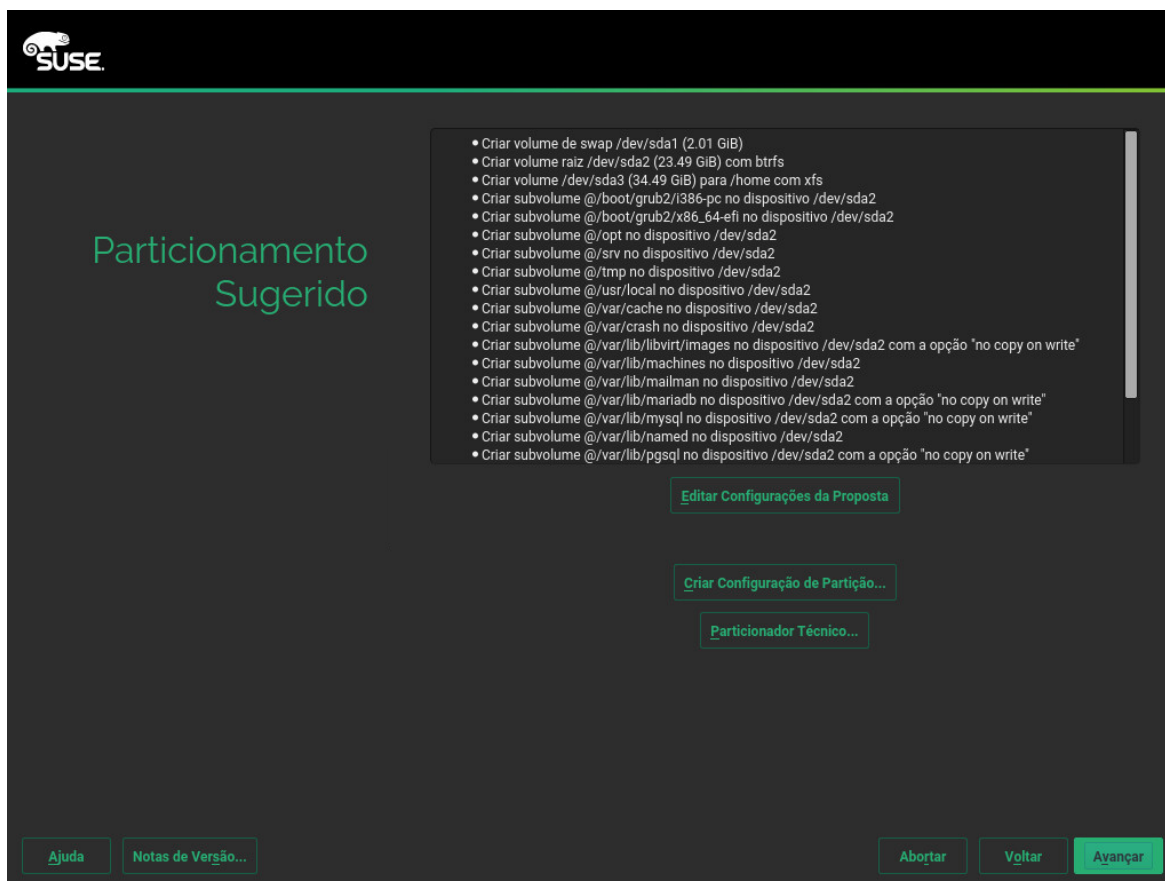 SUSE.
Particionamento
Sugerido
• Criar volume de swap /dev/sda1 (2.01 GiB)
• Criar volume raiz /dev/sda2 (23.49 GiB) com btrfs
• Criar volume /dev/sda3 (34.49 GiB) para /home com xfs
• Criar subvolume @/boot/grub2/i386-pc no dispositivo /dev/sda2
• Criar subvolume @/boot/grub2/x86_64-efi no dispositivo /dev/sda2
• Criar subvolume @/opt no dispositivo /dev/sda2
• Criar subvolume @/srv no dispositivo /dev/sda2
• Criar subvolume @/tmp no dispositivo /dev/sda2
• Criar subvolume @/usr/local no dispositivo /dev/sda2
• Criar subvolume @/var/cache no dispositivo /dev/sda2
• Criar subvolume @/var/crash no dispositivo /dev/sda2
• Criar subvolume @/var/lib/libvirt/images no dispositivo /dev/sda2 com a opção "no copy on write"
• Criar subvolume @/var/lib/machines no dispositivo /dev/sda2
• Criar subvolume @/var/lib/mailman no dispositivo /dev/sda2
• Criar subvolume @/var/lib/mariadb no dispositivo /dev/sda2 com a opção "no copy on write"
• Criar subvolume @/var/lib/mysql no dispositivo /dev/sda2 com a opção "no copy on write"
• Criar subvolume @/var/lib/named no dispositivo /dev/sda2
• Criar subvolume @/var/lib/pgsql no dispositivo /dev/sda2 com a opção "no copy on write"
Editar Configurações da Proposta
Criar Configuração de Partição...
Particionador Técnico...
Ajuda
Notas de Versão...
Abortar
Voltar
Avançar